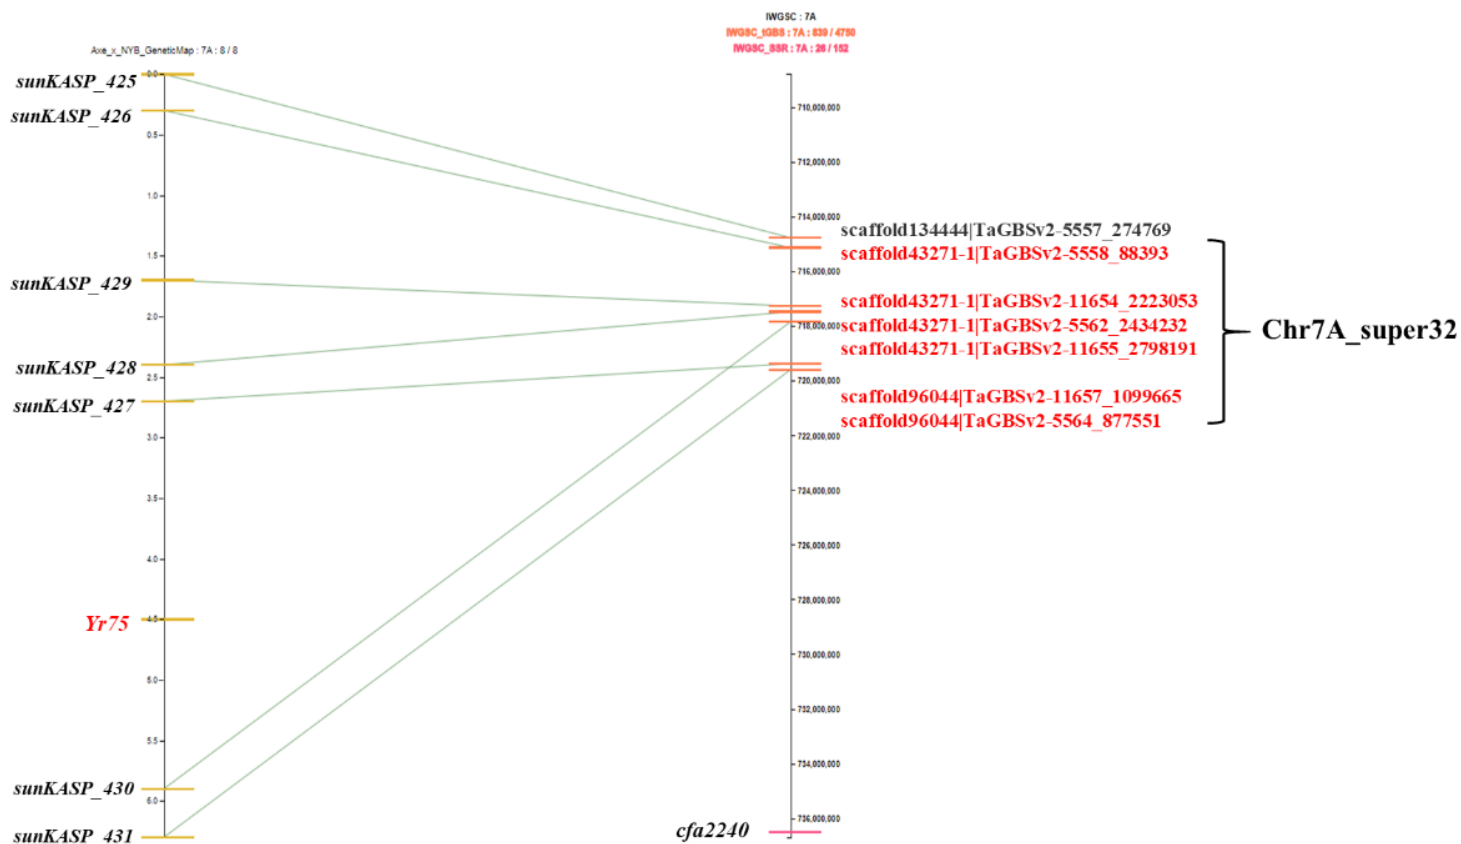 IWGSC : 7A
IWGSC_tGBS : 7A : 839 / 4750
IWGSC_SSR : 7A : 26 / 152
Axe_x_NYB_GeneticMap : 7A : 8 / 8
sunKASP_425
sunKASP_426
sunKASP_429
sunKASP_428
sunKASP_427
Yr75
sunKASP_430
sunKASP_431
0.0
0.5
1.0
1.5
2.0
2.5
3.0
3.5
4.0
4.5
5.0
5.5
6.0
710,000,000
712,000,000
714,000,000
716,000,000
718,000,000
720,000,000
722,000,000
724,000,000
726,000,000
728,000,000
730,000,000
732,000,000
734,000,000
736,000,000
cfa2240
scaffold134444|TaGBSv2-5557_274769
scaffold43271-1|TaGBSv2-5558_88393
scaffold43271-1|TaGBSv2-11654_2223053
scaffold43271-1|TaGBSv2-5562_2434232
scaffold43271-1|TaGBSv2-11655_2798191
scaffold96044|TaGBSv2-11657_1099665
scaffold96044|TaGBSv2-5564_877551
Chr7A_super32